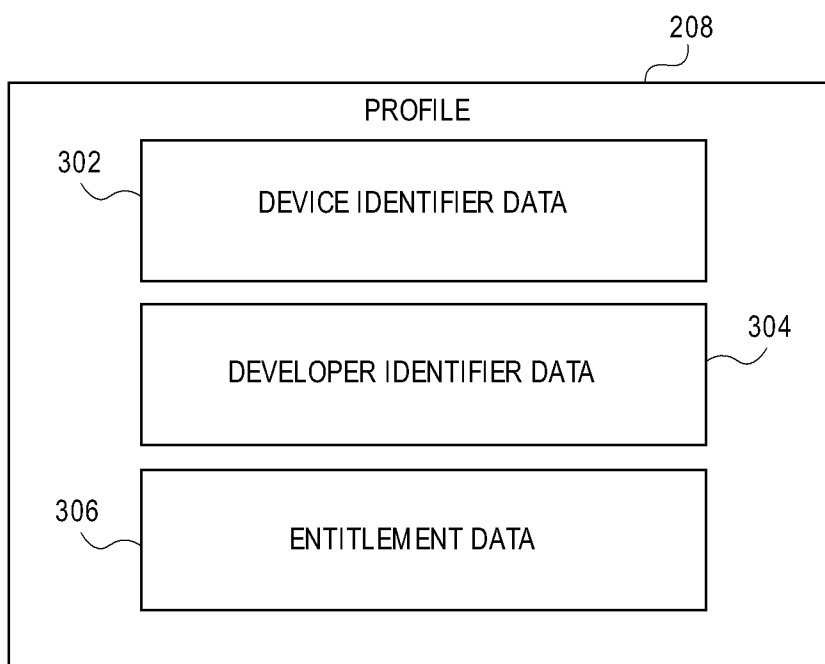 208
PROFILE
302
DEVICE IDENTIFIER DATA
304
DEVELOPER IDENTIFIER DATA
306
ENTITLEMENT DATA